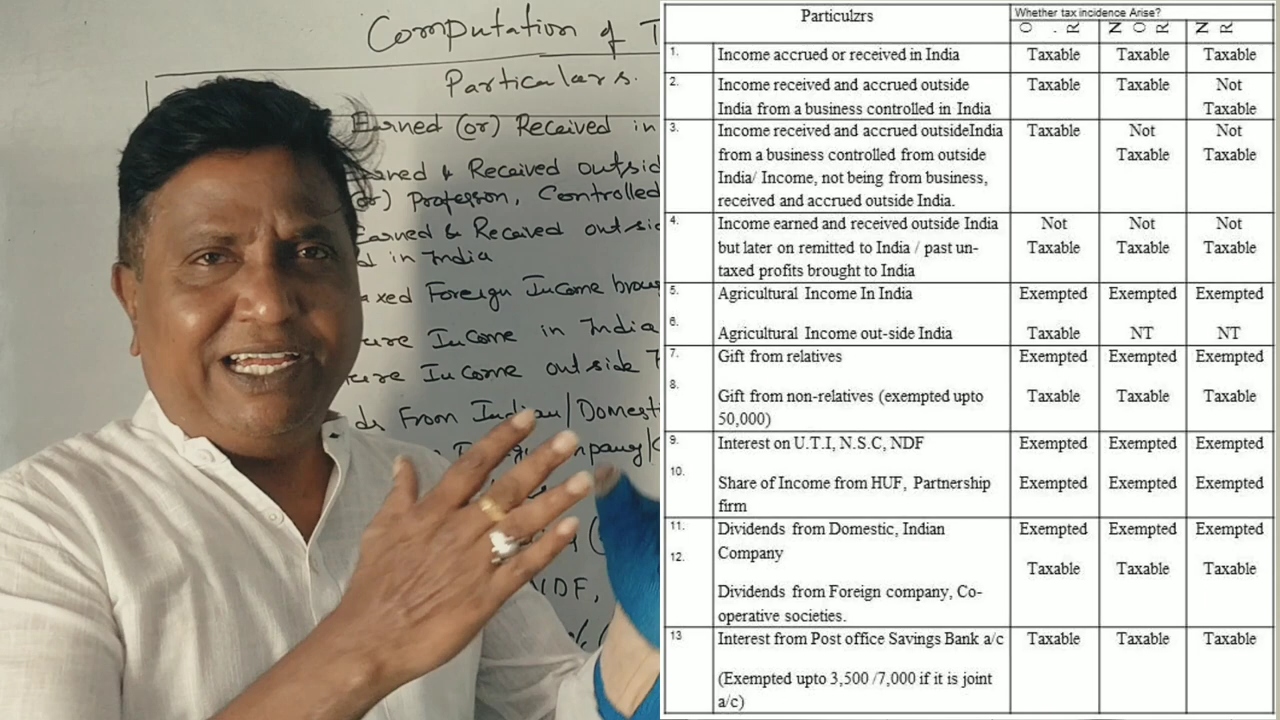 Computation of T
Particulars.
Earned (or) Received in
Earned & Received outsid
(or) Profession, Controlled
Earned & Received outsid
d in India
axed Foreign Income broug
ure Income in India
ure Income outside
ds From Indian/Domesti
mpany/C
NDF,
Particulzrs
Whether tax incidence Arise?
O.R
NOR
NR
1. Income accrued or received in India Taxable Taxable Taxable
2. Income received and accrued outside Taxable Taxable Not
India from a business controlled in India Taxable
3. Income received and accrued outsideIndia Taxable Not Not
from a business controlled from outside Taxable Taxable
India/ Income, not being from business,
received and accrued outside India.
4. Income earned and received outside India Not Not Not
but later on remitted to India / past un- Taxable Taxable Taxable
taxed profits brought to India
5. Agricultural Income In India Exempted Exempted Exempted
6. Agricultural Income out-side India Taxable NT NT
7. Gift from relatives Exempted Exempted Exempted
8. Gift from non-relatives (exempted upto Taxable Taxable Taxable
50,000)
9. Interest on U.T.I, N.S.C, NDF Exempted Exempted Exempted
10. Share of Income from HUF, Partnership Exempted Exempted Exempted
firm
11. Dividends from Domestic, Indian Exempted Exempted Exempted
Company
12. Taxable Taxable Taxable
Dividends from Foreign company, Co-
operative societies.
13 Interest from Post office Savings Bank a/c Taxable Taxable Taxable
(Exempted upto 3,500 /7,000 if it is joint
a/c)